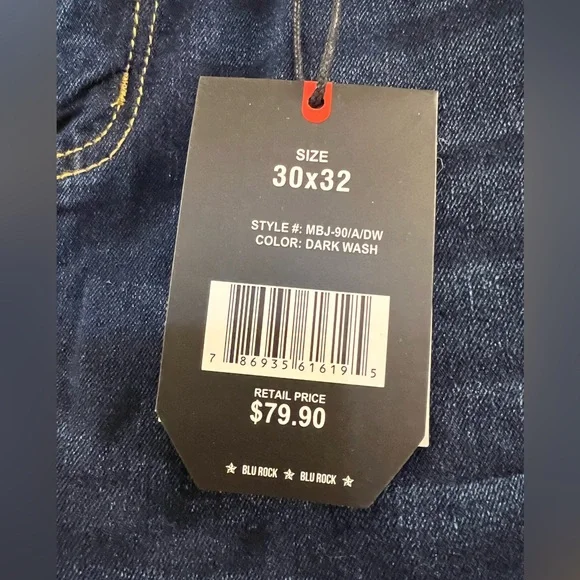 SIZE
30x32
STYLE #: MBJ-90/A/DW
COLOR: DARK WASH
7 86935 61619 5
RETAIL PRICE
$79.90
BLU ROCK BLU ROCK